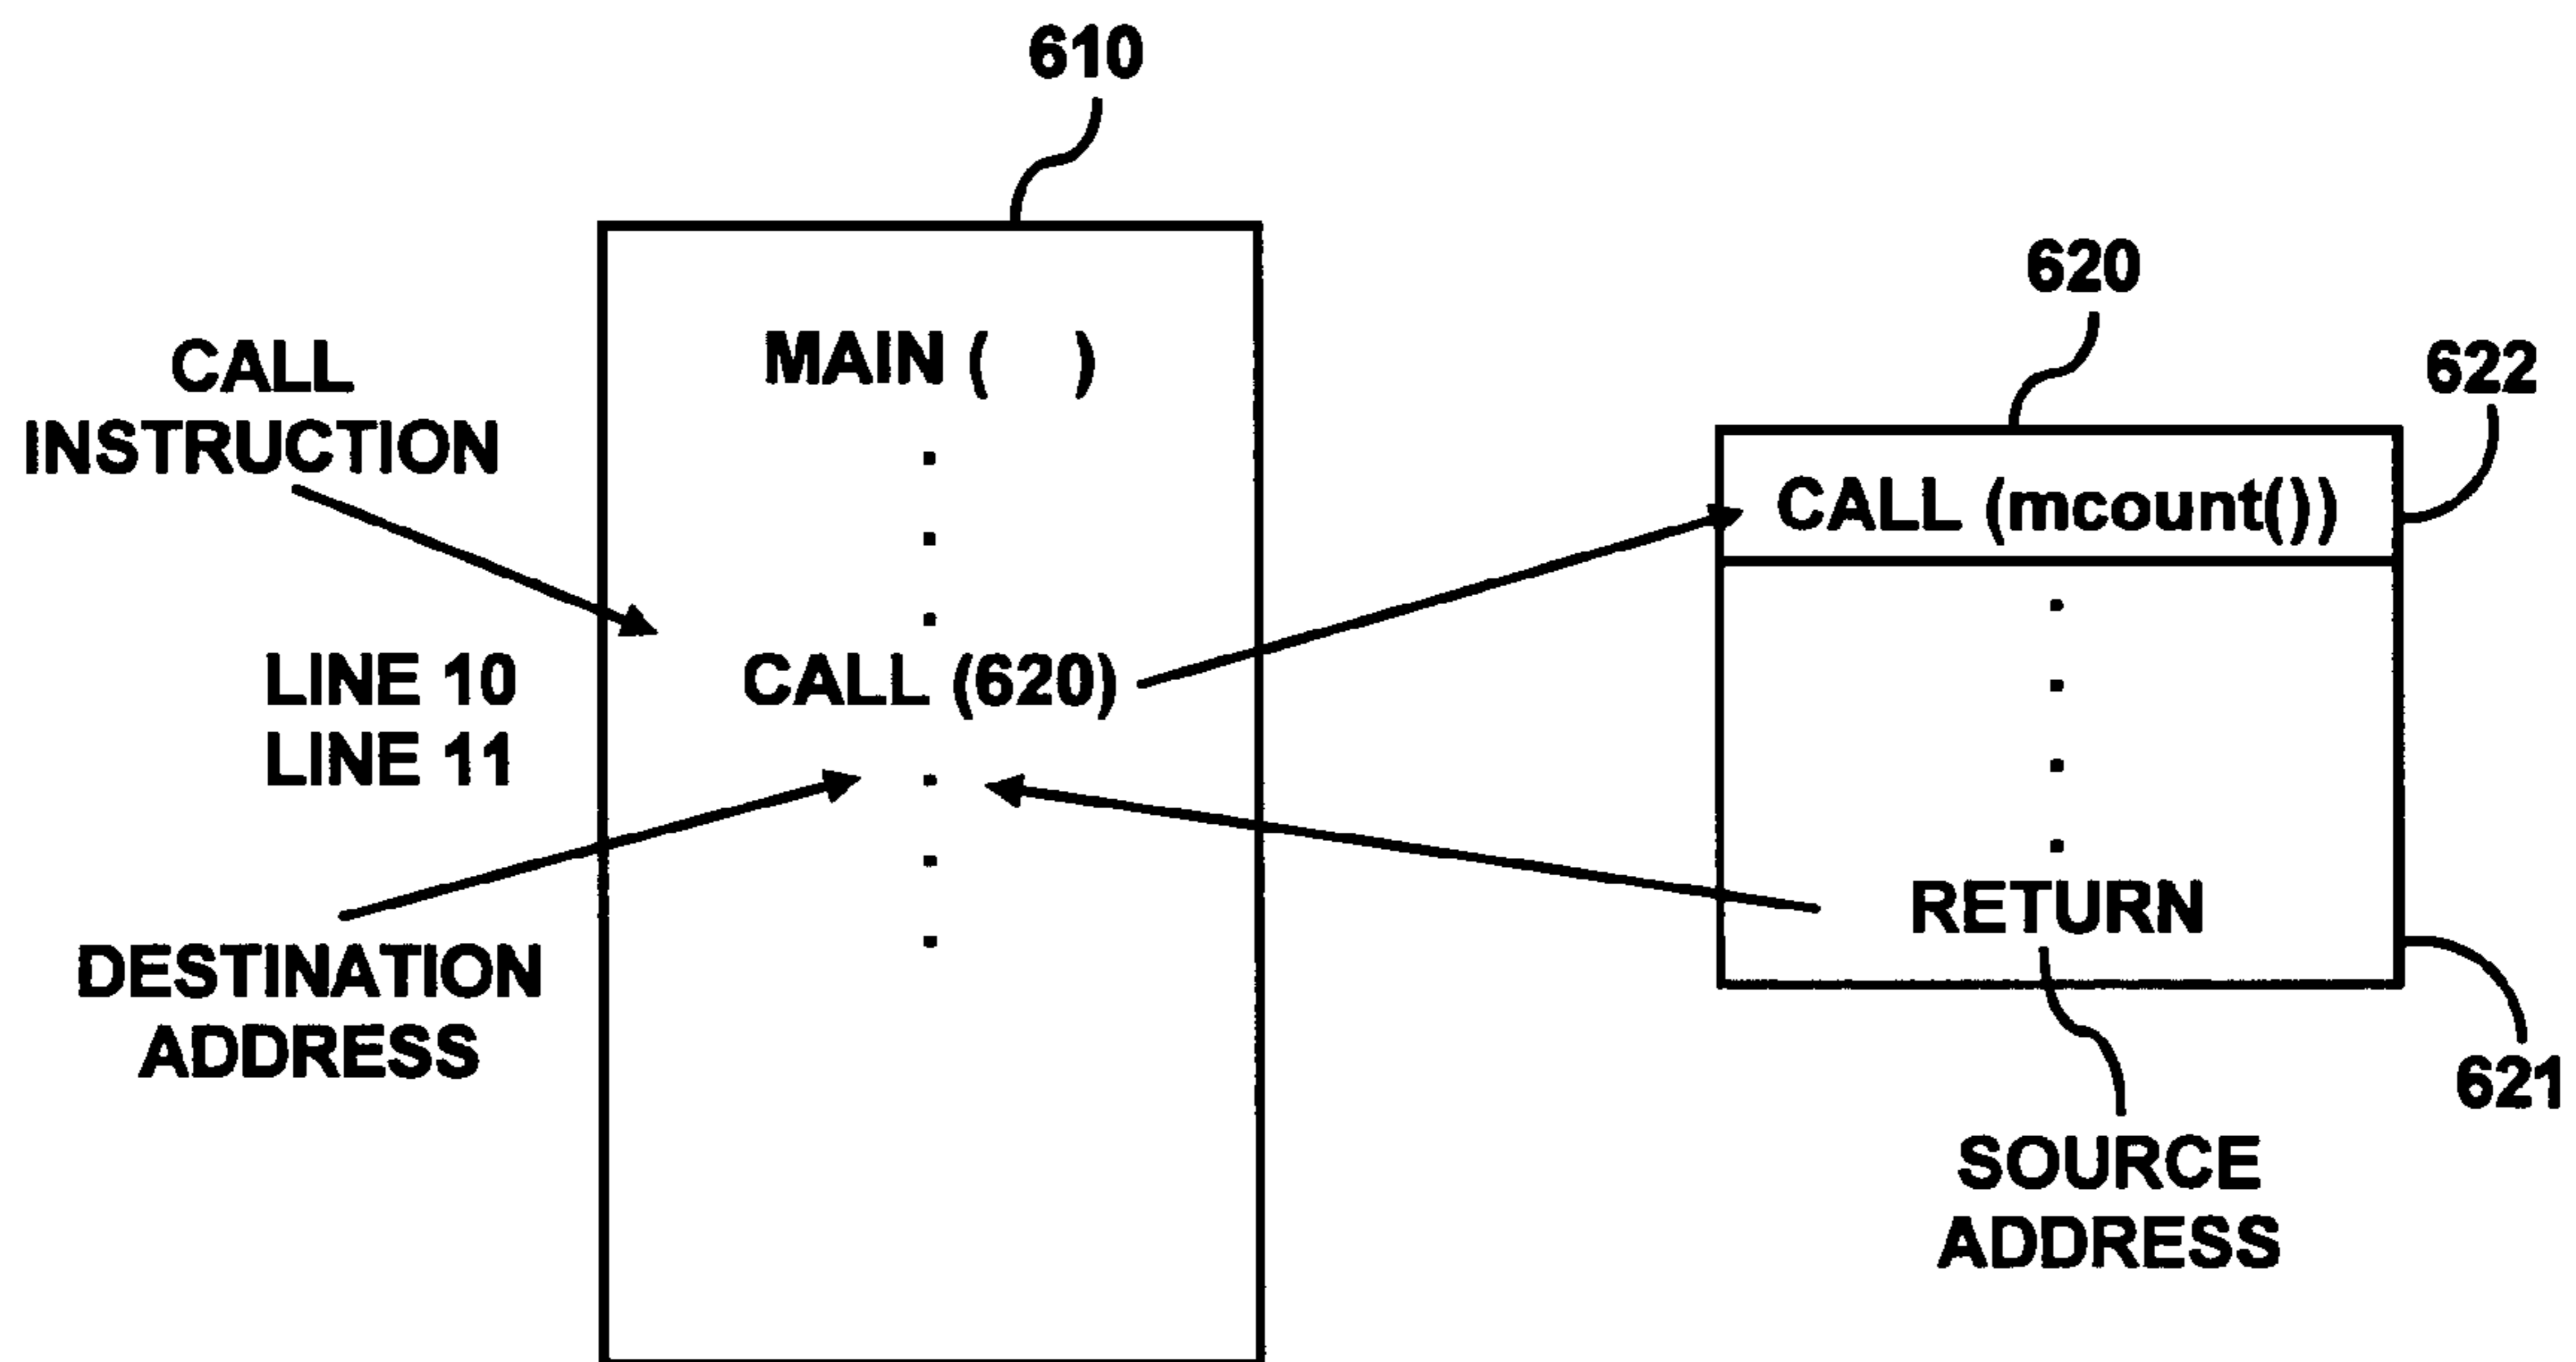 610
620
622
MAIN ( )
CALL
INSTRUCTION
CALL (mcount())
LINE 10
CALL (620)
LINE 11
RETURN
DESTINATION
ADDRESS
621
SOURCE
ADDRESS